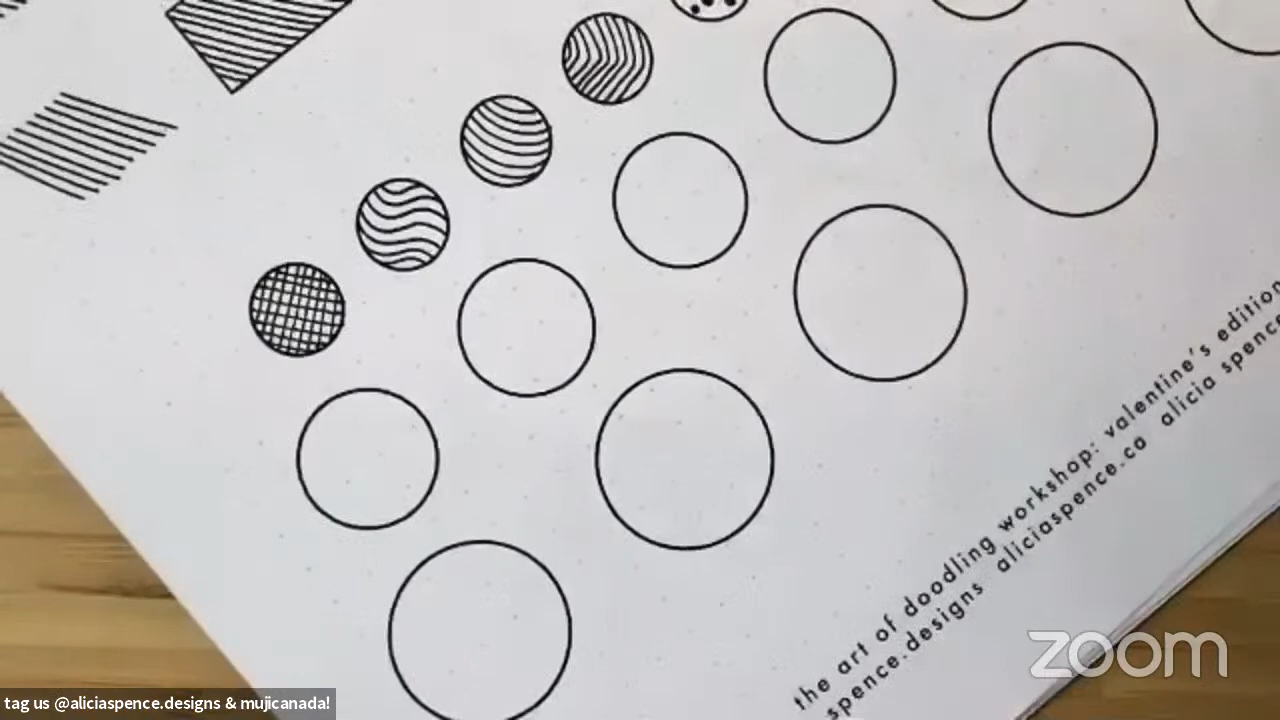 the art of doodling workshop: valentine's edition
spence.designs aliciaspence.ca alicia spence
zoom
tag us @aliciaspence.designs & mujicanada!